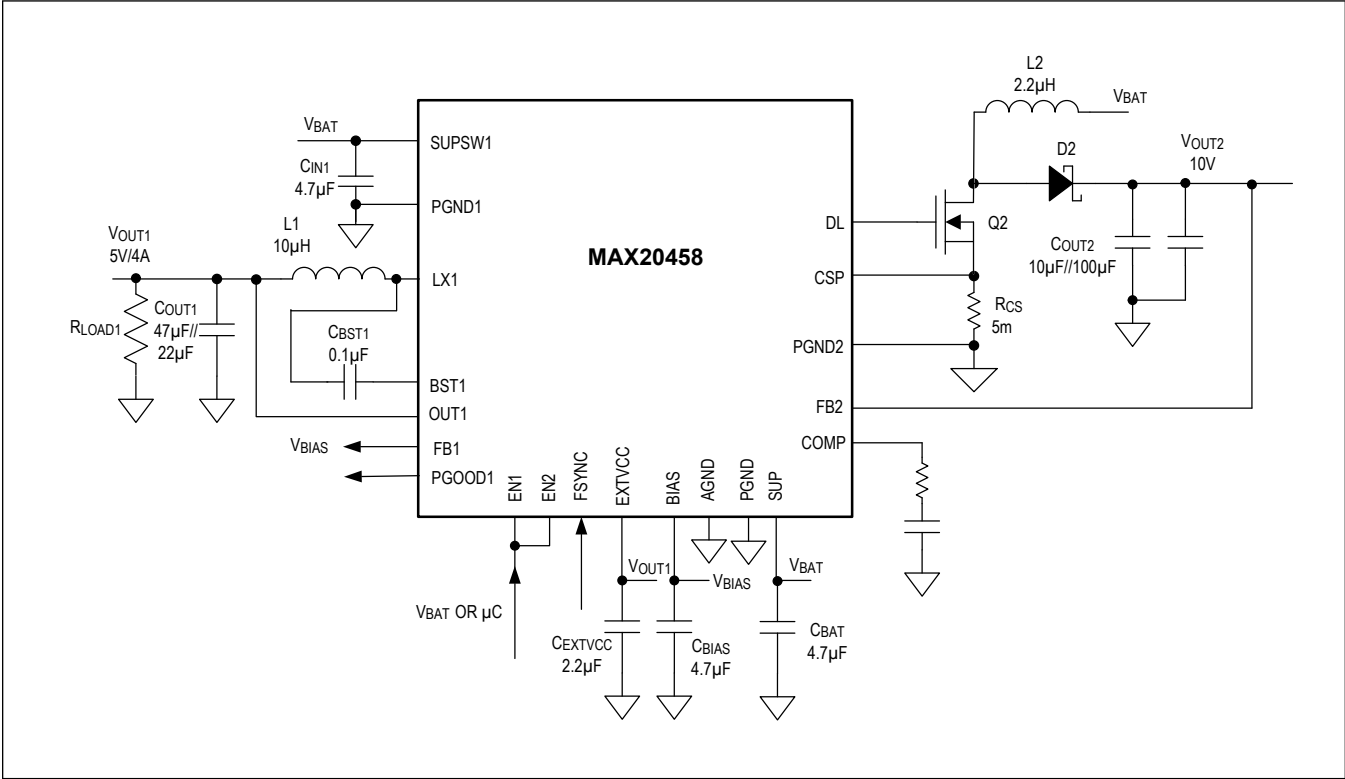 L2
2.2µH
VBAT
VBAT
SUPSW1
CIN1
4.7µF
PGND1
D2
VOUT2
10V
L1
10µH
VOUT1
5V/4A
MAX20458
DL
Q2
COUT2
10µF//100µF
LX1
CSP
RLOAD1
COUT1
47µF//
22µF
CBST1
0.1µF
RCS
5m
PGND2
BST1
OUT1
FB2
VBIAS
FB1
COMP
PGOOD1
EN1
EN2
FSYNC
EXTVCC
BIAS
AGND
PGND
SUP
VOUT1
VBIAS
VBAT
VBAT OR µC
CEXTVCC
2.2µF
CBIAS
4.7µF
CBAT
4.7µF